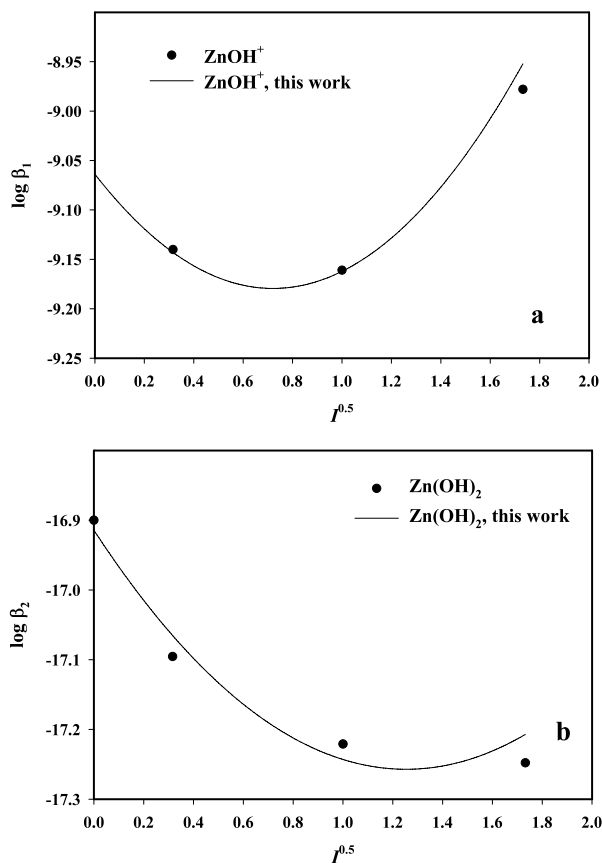 ZnOH⁺
ZnOH⁺, this work
-8.95
-9.00
-9.05
-9.10
-9.15
-9.20
-9.25
log β₁
a
0.0 0.2 0.4 0.6 0.8 1.0 1.2 1.4 1.6 1.8 2.0
I⁰·⁵
Zn(OH)₂
Zn(OH)₂, this work
-16.9
-17.0
-17.1
-17.2
-17.3
log β₂
b
0.0 0.2 0.4 0.6 0.8 1.0 1.2 1.4 1.6 1.8 2.0
I⁰·⁵